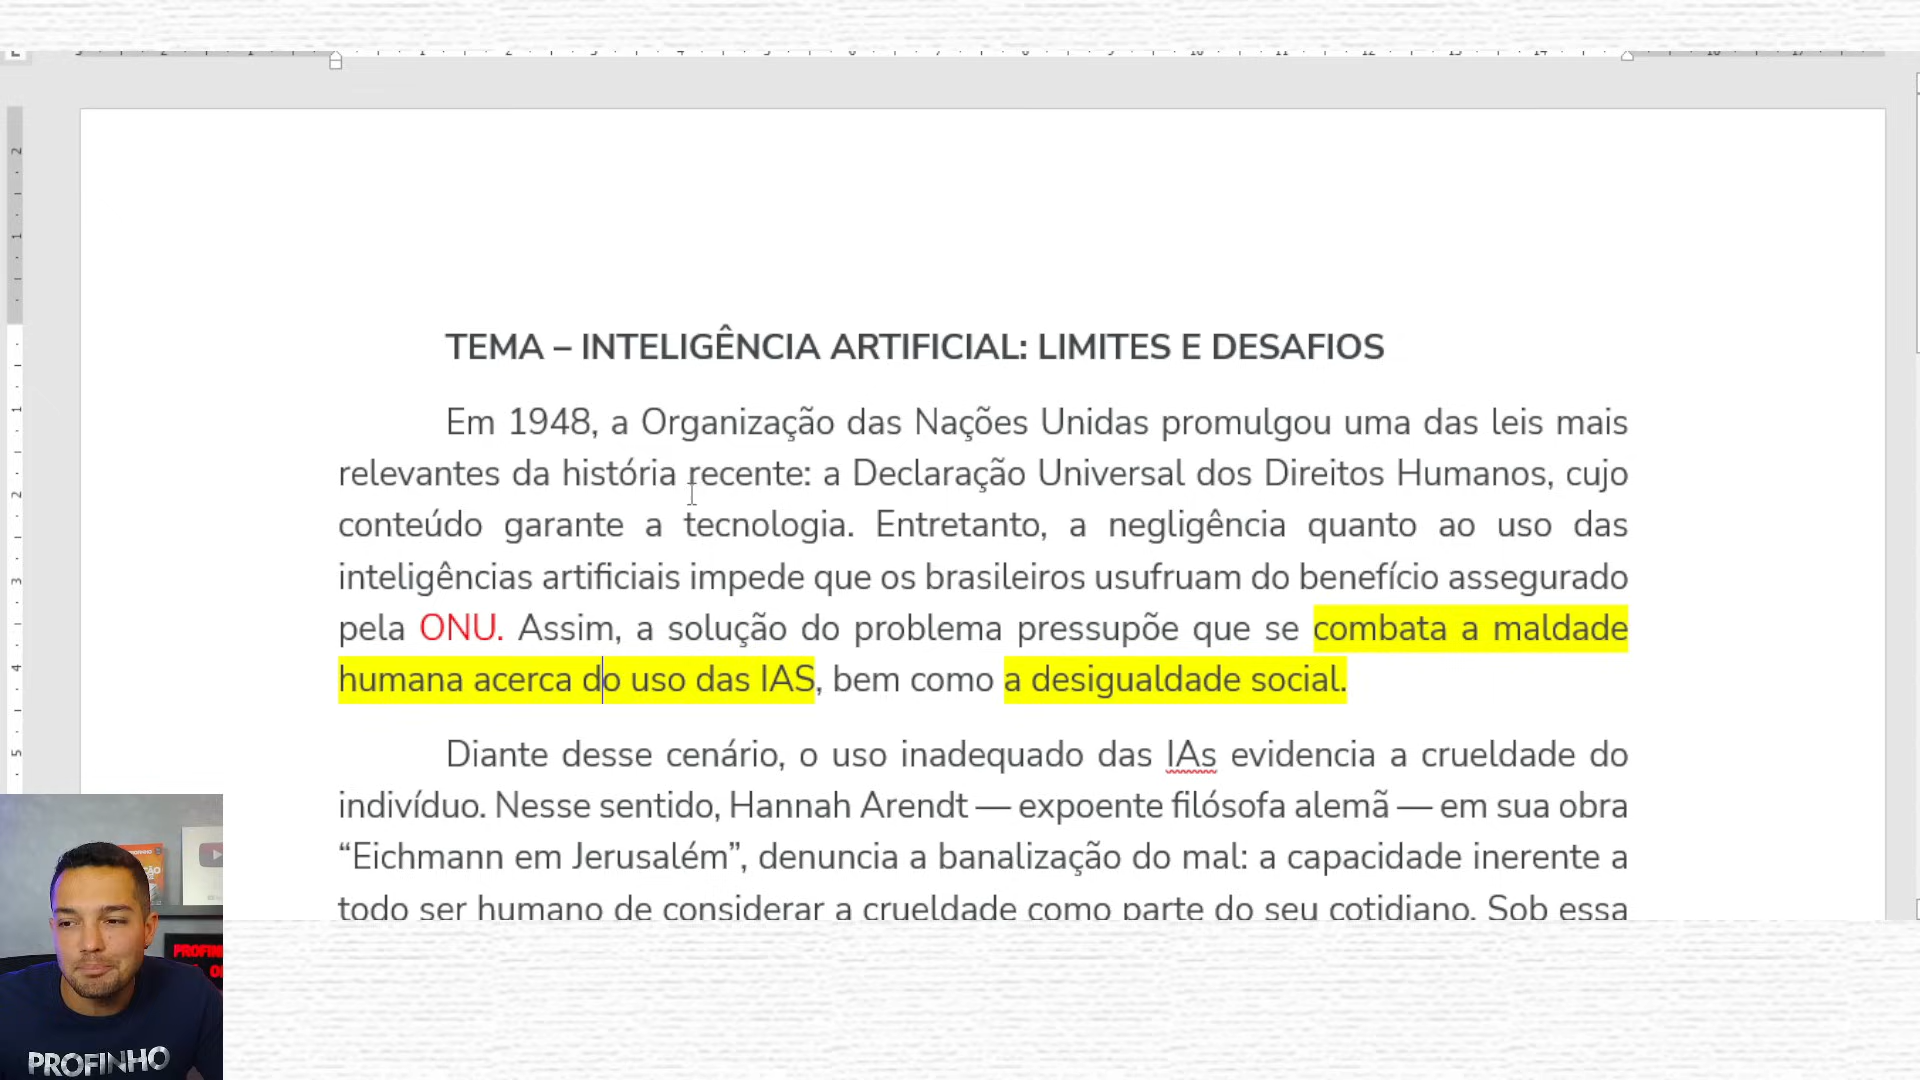 TEMA – INTELIGÊNCIA ARTIFICIAL: LIMITES E DESAFIOS
Em 1948, a Organização das Nações Unidas promulgou uma das leis mais
relevantes da história recente: a Declaração Universal dos Direitos Humanos, cujo
conteúdo garante a tecnologia. Entretanto, a negligência quanto ao uso das
inteligências artificiais impede que os brasileiros usufruam do benefício assegurado
pela ONU. Assim, a solução do problema pressupõe que se combata a maldade
humana acerca do uso das IAS, bem como a desigualdade social.
Diante desse cenário, o uso inadequado das IAs evidencia a crueldade do
indivíduo. Nesse sentido, Hannah Arendt — expoente filósofa alemã — em sua obra
“Eichmann em Jerusalém”, denuncia a banalização do mal: a capacidade inerente a
todo ser humano de considerar a crueldade como parte do seu cotidiano. Sob essa
PROFINHO